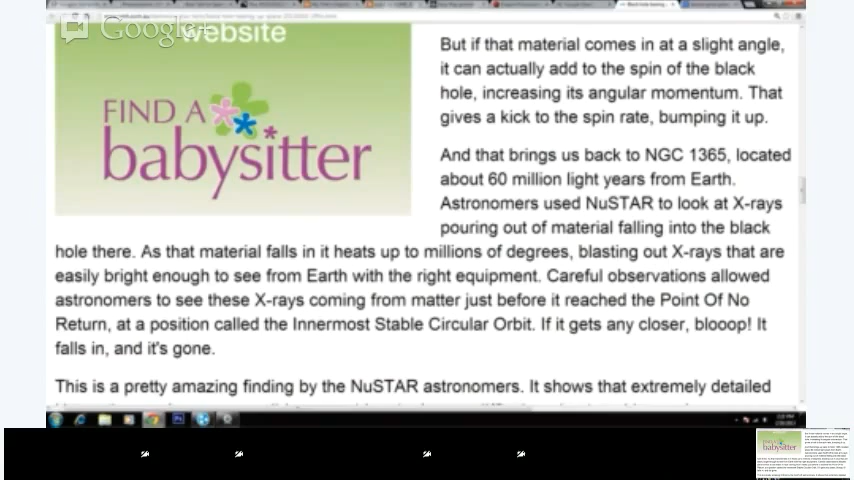 Google+
website
FIND A
babysitter
But if that material comes in at a slight angle,
it can actually add to the spin of the black
hole, increasing its angular momentum. That
gives a kick to the spin rate, bumping it up.
And that brings us back to NGC 1365, located
about 60 million light years from Earth.
Astronomers used NuSTAR to look at X-rays
pouring out of material falling into the black
hole there. As that material falls in it heats up to millions of degrees, blasting out X-rays that are
easily bright enough to see from Earth with the right equipment. Careful observations allowed
astronomers to see these X-rays coming from matter just before it reached the Point Of No
Return, at a position called the Innermost Stable Circular Orbit. If it gets any closer, blooop! It
falls in, and it's gone.
This is a pretty amazing finding by the NuSTAR astronomers. It shows that extremely detailed